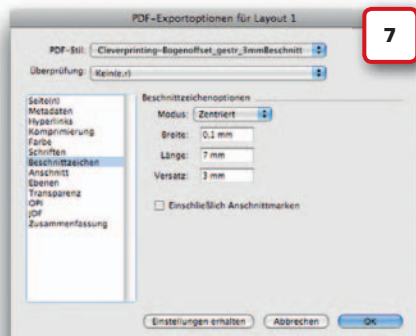 PDF-Exportoptionen für Layout 1
7
PDF-Stil: Cleverprinting-Bogenoffset_gestr_3mmBeschnitt
Überprüfung: Kein(e,r)
Seite(n)
Metadaten
Hyperlinks
Komprimierung
Farbe
Schriften
Beschnittzeichen
Anschnitt
Ebenen
Transparenz
OPI
JDF
Zusammenfassung
Beschnittzeichenoptionen
Modus: Zentriert
Breite: 0.1 mm
Länge: 7 mm
Versatz: 3 mm
Einschließlich Anschnittmarken
Einstellungen erhalten
Abbrechen
OK